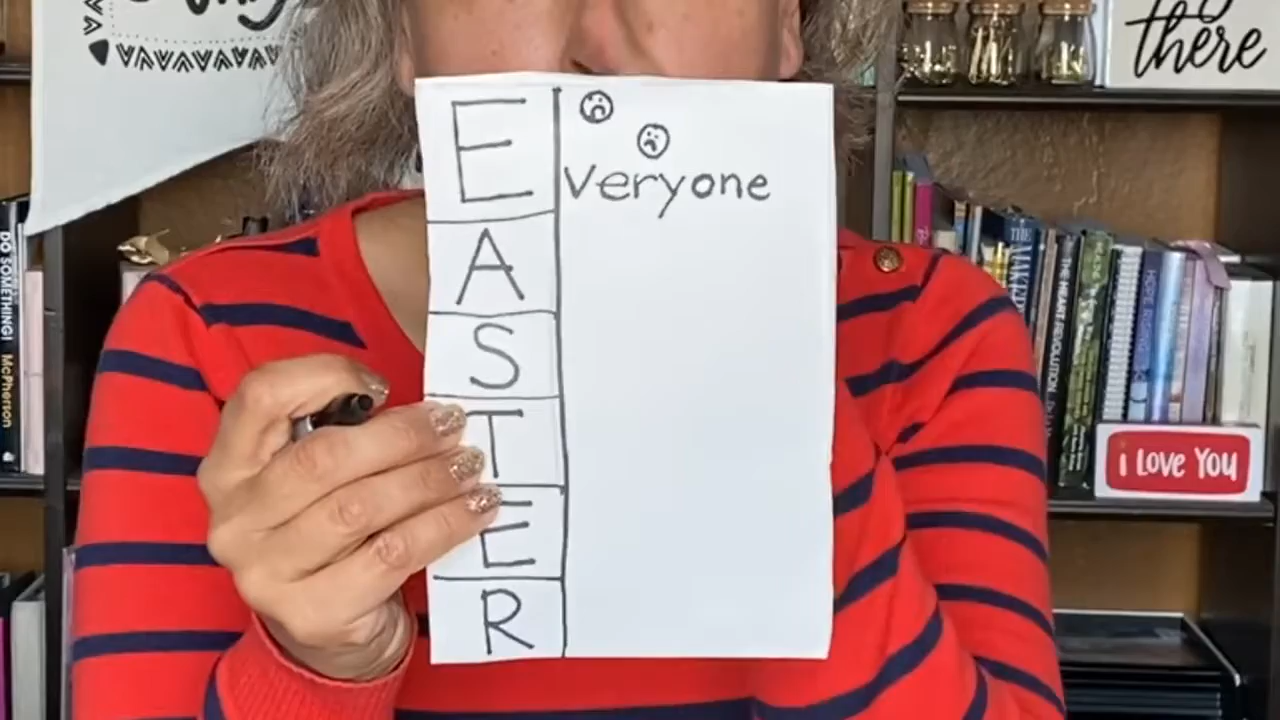 there
E veryone
A
S
T
E
R
DO SOMETHING! McPherson
THE HEART REVOLUTION
i LOVE YOU